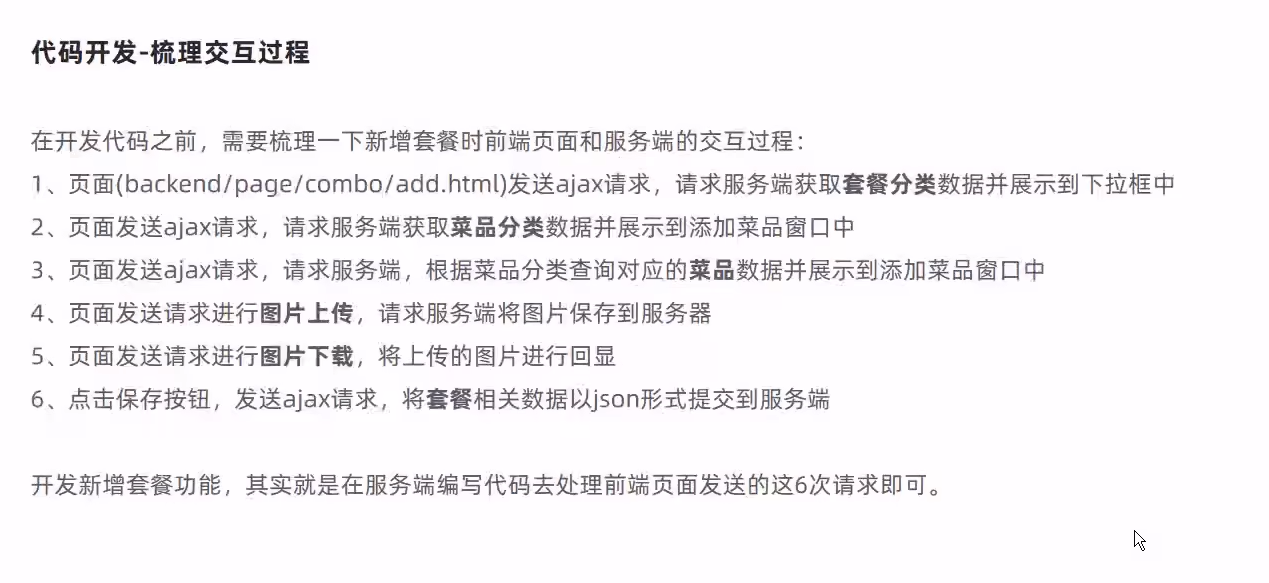 代码开发-梳理交互过程
在开发代码之前，需要梳理一下新增套餐时前端页面和服务端的交互过程：
1、页面(backend/page/combo/add.html)发送ajax请求，请求服务端获取套餐分类数据并展示到下拉框中
2、页面发送ajax请求，请求服务端获取菜品分类数据并展示到添加菜品窗口中
3、页面发送ajax请求，请求服务端，根据菜品分类查询对应的菜品数据并展示到添加菜品窗口中
4、页面发送请求进行图片上传，请求服务端将图片保存到服务器
5、页面发送请求进行图片下载，将上传的图片进行回显
6、点击保存按钮，发送ajax请求，将套餐相关数据以json形式提交到服务端
开发新增套餐功能，其实就是在服务端编写代码去处理前端页面发送的这6次请求即可。